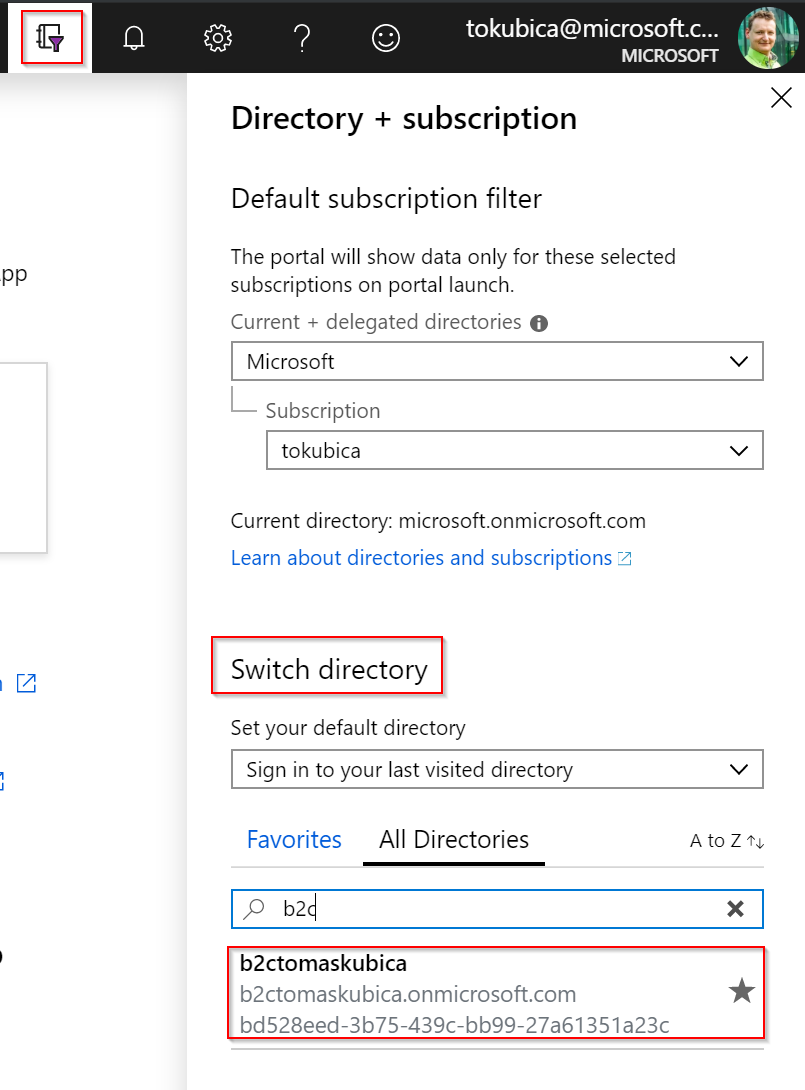 tokubica@microsoft.c...
MICROSOFT
Directory + subscription
Default subscription filter
The portal will show data only for these selected
subscriptions on portal launch.
Current + delegated directories
Microsoft
Subscription
tokubica
Current directory: microsoft.onmicrosoft.com
Learn about directories and subscriptions
Switch directory
Set your default directory
Sign in to your last visited directory
Favorites All Directories A to Z
b2c
b2ctomaskubica
b2ctomaskubica.onmicrosoft.com
bd528eed-3b75-439c-bb99-27a61351a23c